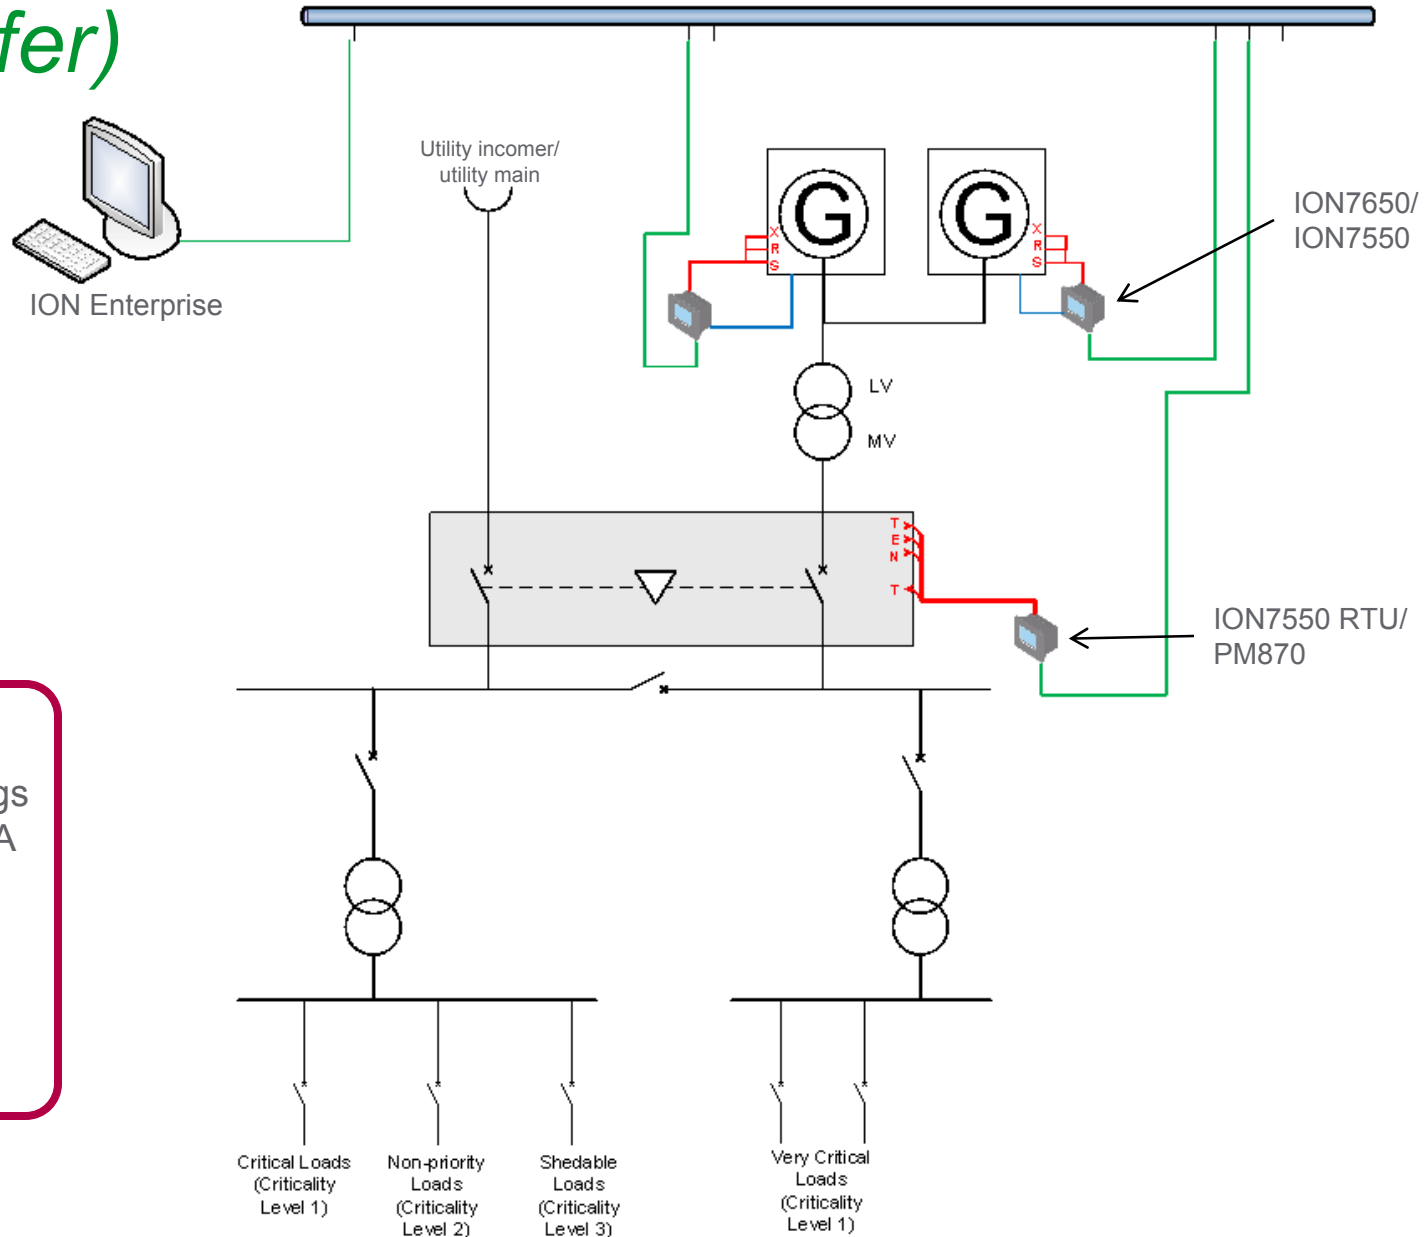 fer)
Utility incomer/
utility main
G
G
X
R
S
X
R
S
ION7650/
ION7550
ION Enterprise
LV
MV
T
E
N
T
ION7550 RTU/
PM870
gs
A
Critical Loads
(Criticality
Level 1)
Non-priority
Loads
(Criticality
Level 2)
Shedable
Loads
(Criticality
Level 3)
Very Critical
Loads
(Criticality
Level 1)